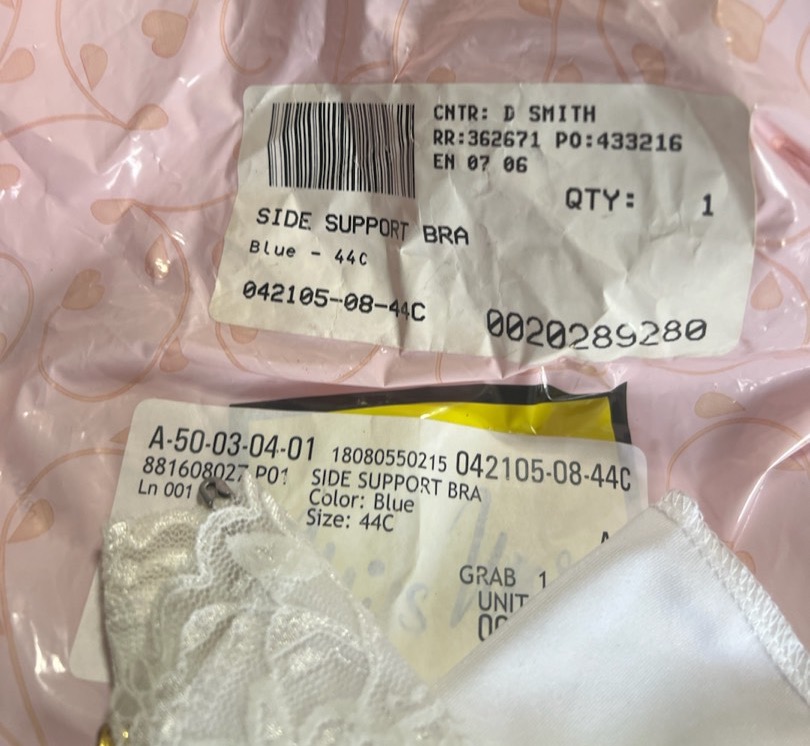 CNTR: D SMITH
RR:362671 PO:433216
EN 07 06
QTY: 1
SIDE SUPPORT BRA
Blue - 44C
042105-08-44C
0020289280
A-50-03-04-01 18080550215 042105-08-44C
881608027 P01 SIDE SUPPORT BRA
Ln 001
Color: Blue
Size: 44C
GRAB 1
UNIT